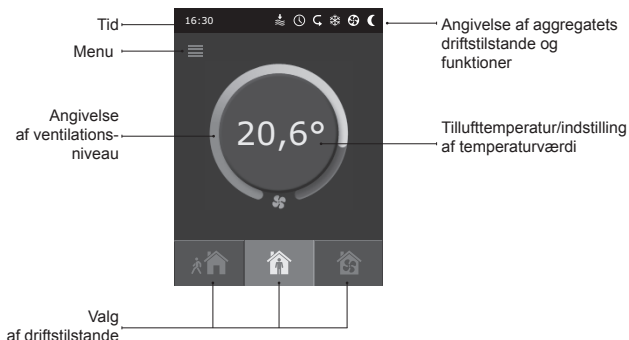 Tid
16:30
Angivelse af aggregatets
driftstilstande og
funktioner
Menu
Angivelse
af ventilations-
niveau
20,6°
Tillufttemperatur/indstilling
af temperaturværdi
Valg
af driftstilstande